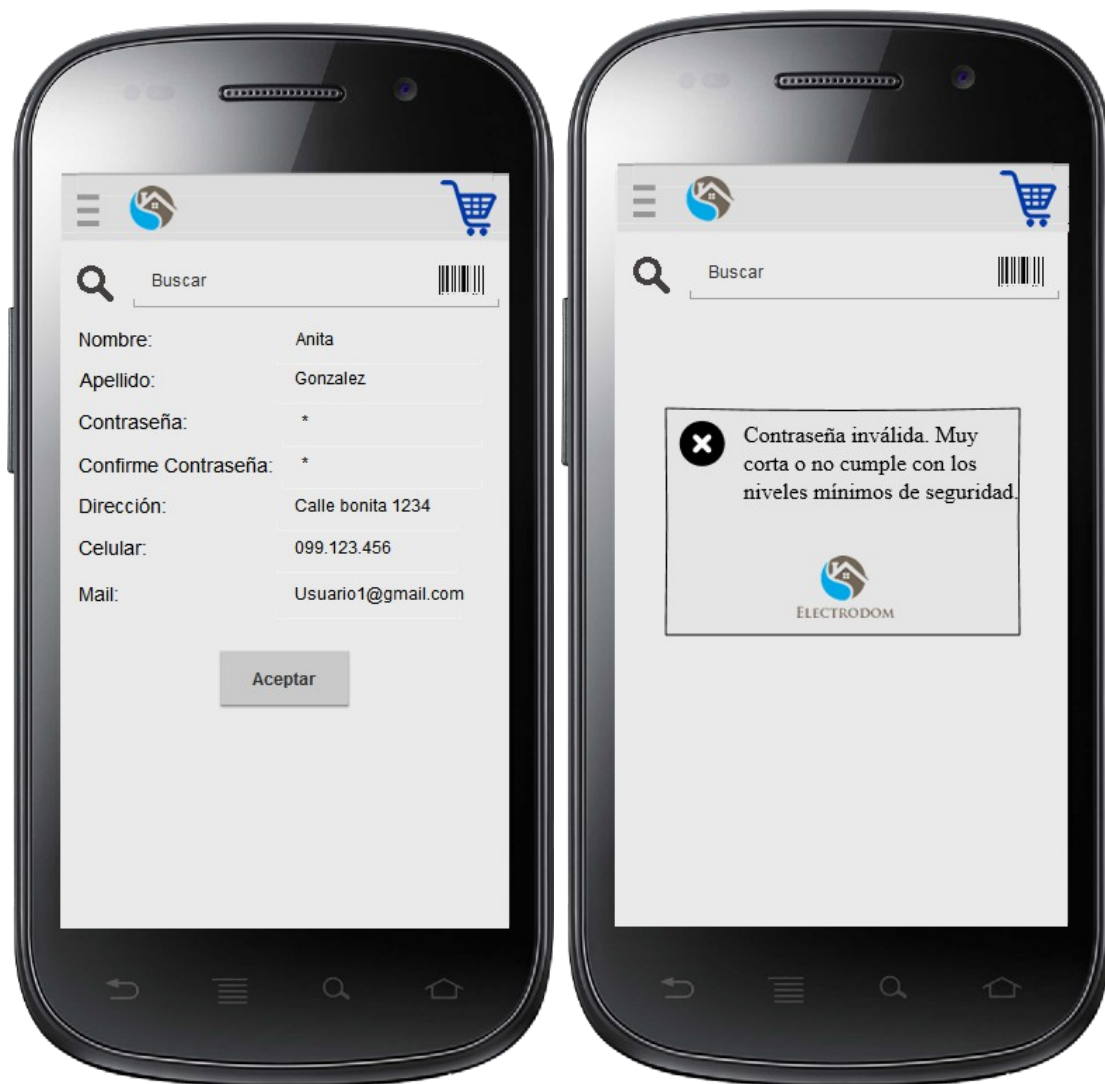 Buscar
Nombre: Anita
Apellido: Gonzalez
Contraseña: *
Confirme Contraseña: *
Dirección: Calle bonita 1234
Celular: 099.123.456
Mail: Usuario1@gmail.com
Aceptar
Buscar
Contraseña inválida. Muy
corta o no cumple con los
niveles mínimos de seguridad.
ELECTRODOM